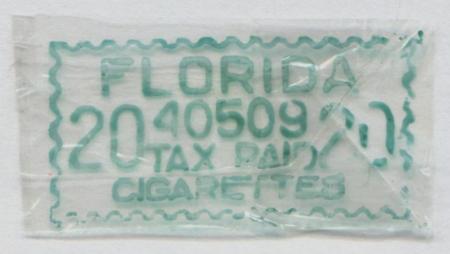 FLORIDA
20 40509 20
TAX PAID
CIGARETTES